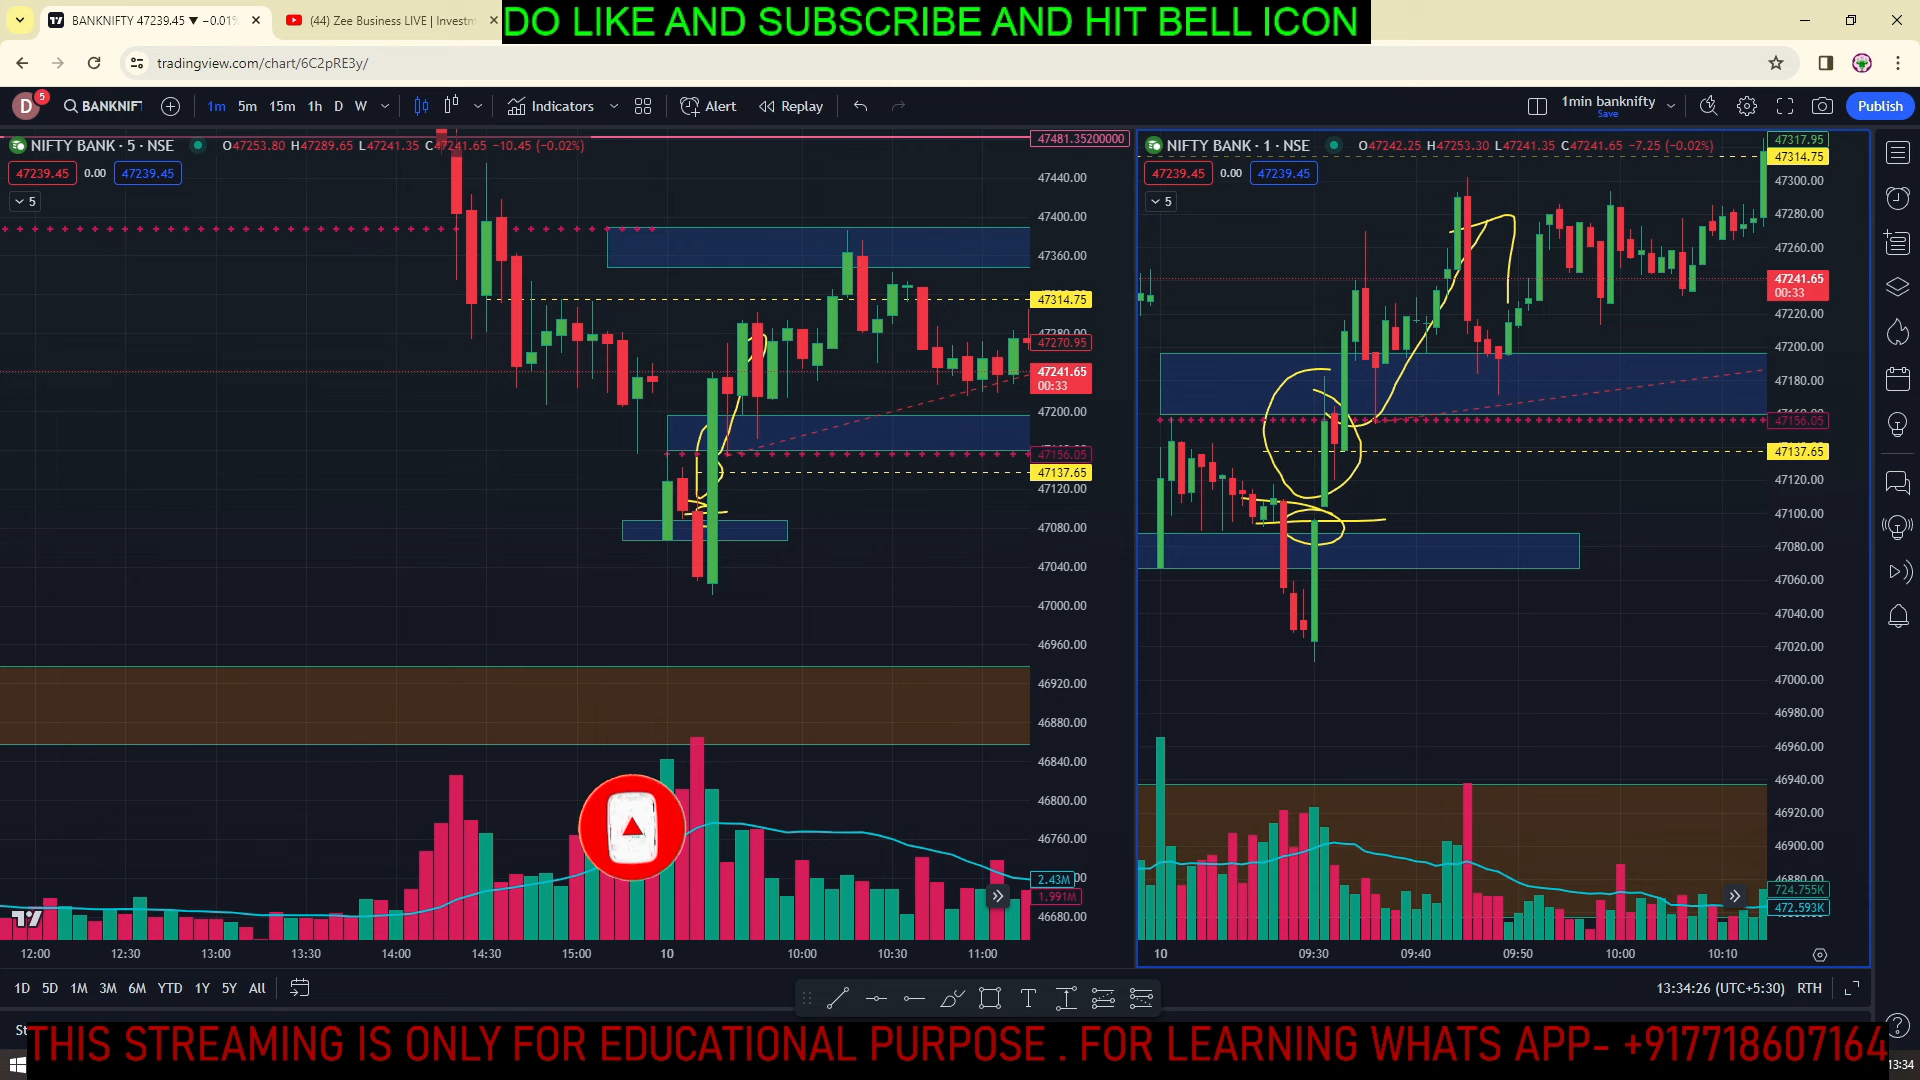 BANKNIFTY 47239.45 ▼ −0.01%
(44) Zee Business LIVE | Investm
DO LIKE AND SUBSCRIBE AND HIT BELL ICON
tradingview.com/chart/6C2pRE3y/
D 5 BANKNIFT 1m 5m 15m 1h D W Indicators Alert Replay 1min banknifty Save Publish
NIFTY BANK · 5 · NSE O47253.80 H47289.65 L47241.35 C47241.65 −10.45 (−0.02%)
47239.45 0.00 47239.45
5
47481.35200000
47440.00
47400.00
47360.00
47314.75
47280.00
47270.95
47241.65
00:33
47200.00
47156.05
47137.65
47120.00
47080.00
47040.00
47000.00
46960.00
46920.00
46880.00
46840.00
46800.00
46760.00
2.43M
1.991M
46680.00
12:00 12:30 13:00 13:30 14:00 14:30 15:00 10 10:00 10:30 11:00
NIFTY BANK · 1 · NSE O47242.25 H47253.30 L47241.35 C47241.65 −7.25 (−0.02%)
47239.45 0.00 47239.45
5
47317.95
47314.75
47300.00
47280.00
47260.00
47241.65
00:33
47220.00
47200.00
47180.00
47156.05
47137.65
47120.00
47100.00
47080.00
47060.00
47040.00
47020.00
47000.00
46980.00
46960.00
46940.00
46920.00
46900.00
46880.00
724.755K
472.593K
10 09:30 09:40 09:50 10:00 10:10
1D 5D 1M 3M 6M YTD 1Y 5Y All
13:34:26 (UTC+5:30) RTH
THIS STREAMING IS ONLY FOR EDUCATIONAL PURPOSE . FOR LEARNING WHATS APP- +917718607164
13:34